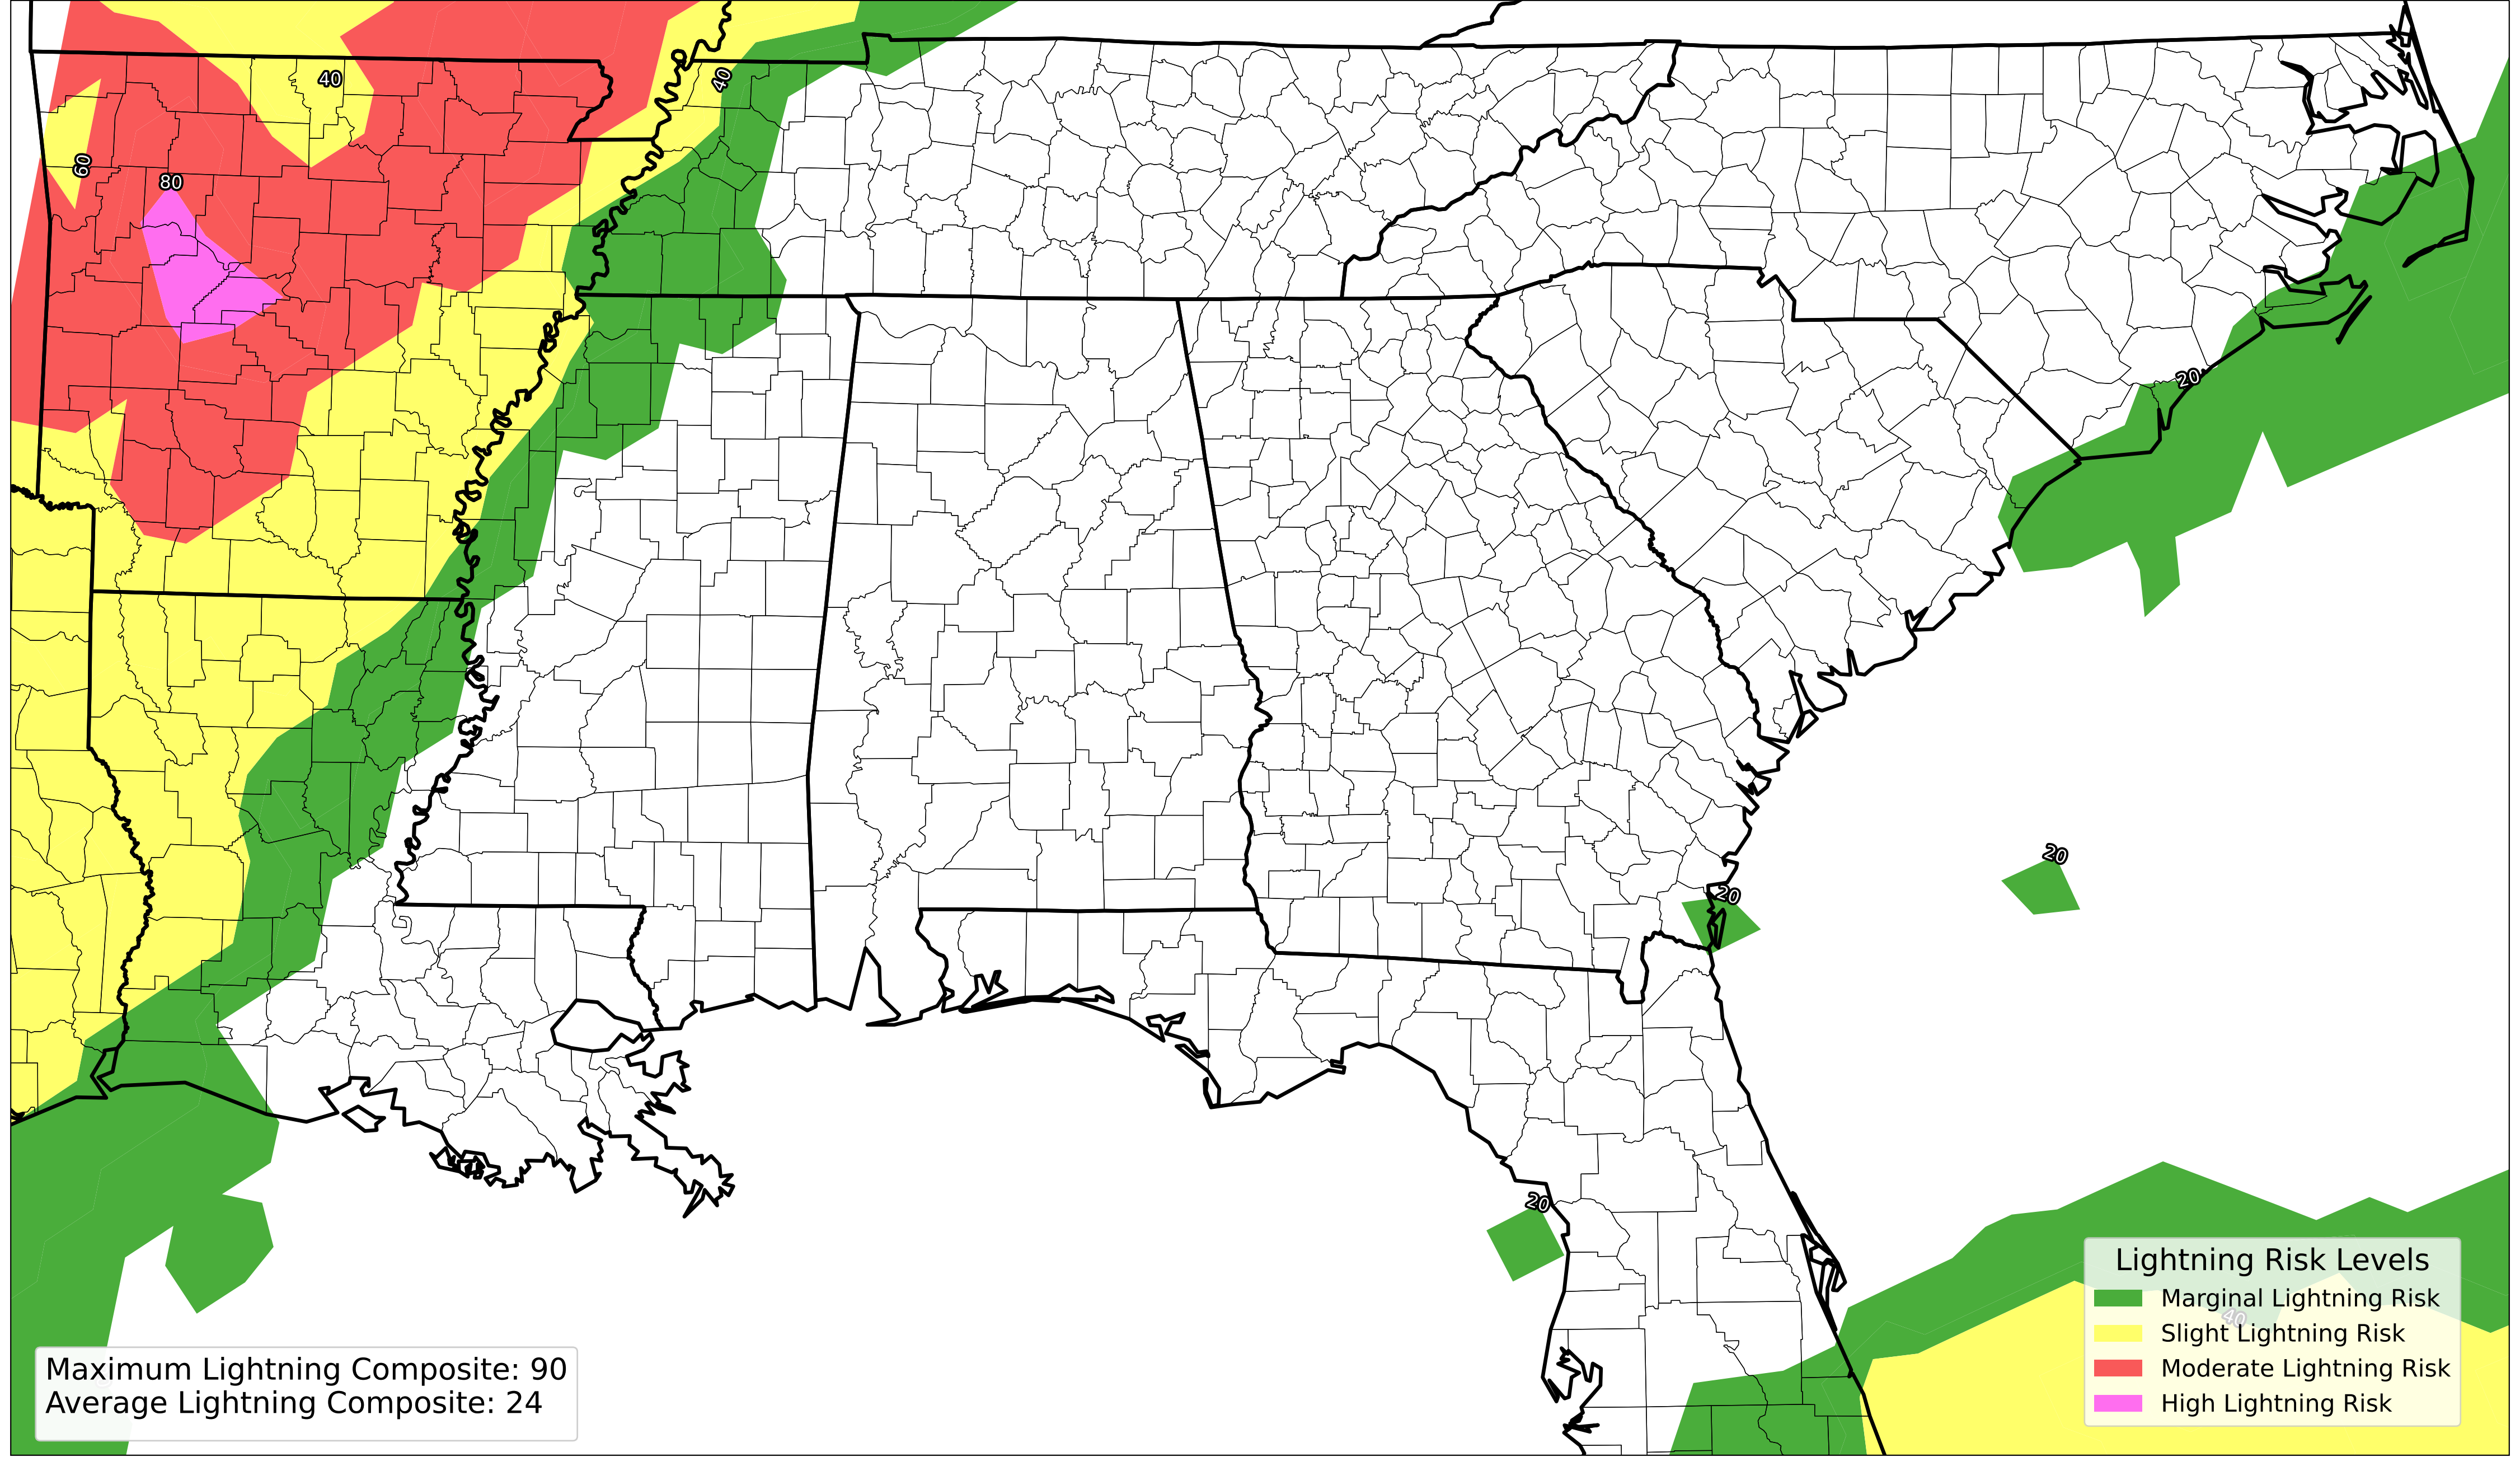 40
40
60
80
20
20
20
20
40
Lightning Risk Levels
Marginal Lightning Risk
Slight Lightning Risk
Moderate Lightning Risk
High Lightning Risk
Maximum Lightning Composite: 90
Average Lightning Composite: 24